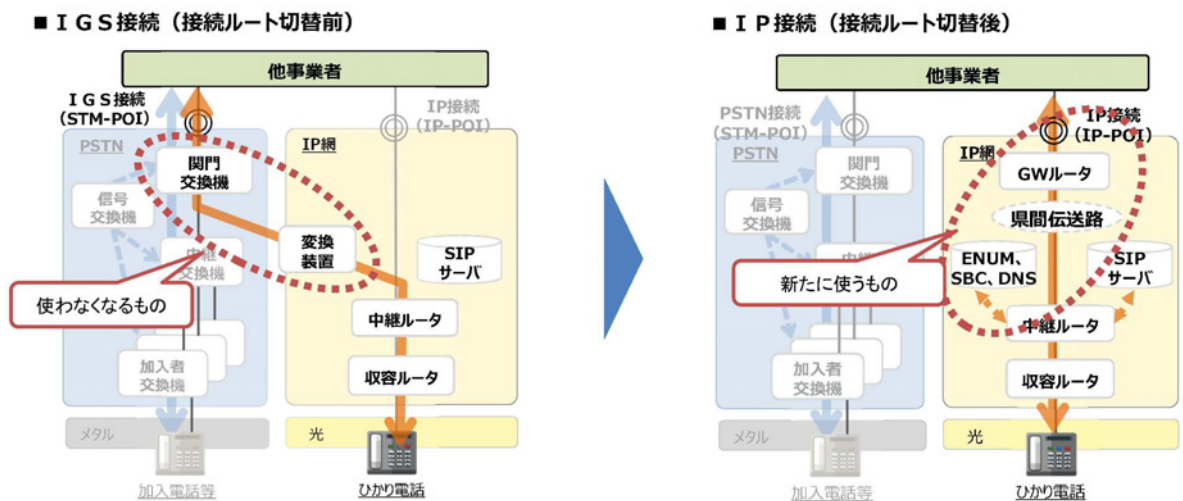 ■ＩＧＳ接続（接続ルート切替前）
他事業者
ＩＧＳ接続
（STM-POI）
IP接続
（IP-POI）
PSTN
IP網
関門
交換機
信号
交換機
変換
装置
SIP
サーバ
中継
交換機
使わなくなるもの
中継ルータ
加入者
交換機
収容ルータ
メタル
光
加入電話等
ひかり電話
■ＩＰ接続（接続ルート切替後）
他事業者
PSTN接続
（STM-POI）
IP接続
（IP-POI）
PSTN
IP網
関門
交換機
GWルータ
信号
交換機
県間伝送路
中継
ENUM、
SBC、DNS
SIP
サーバ
新たに使うもの
中継ルータ
加入者
交換機
収容ルータ
メタル
光
加入電話等
ひかり電話